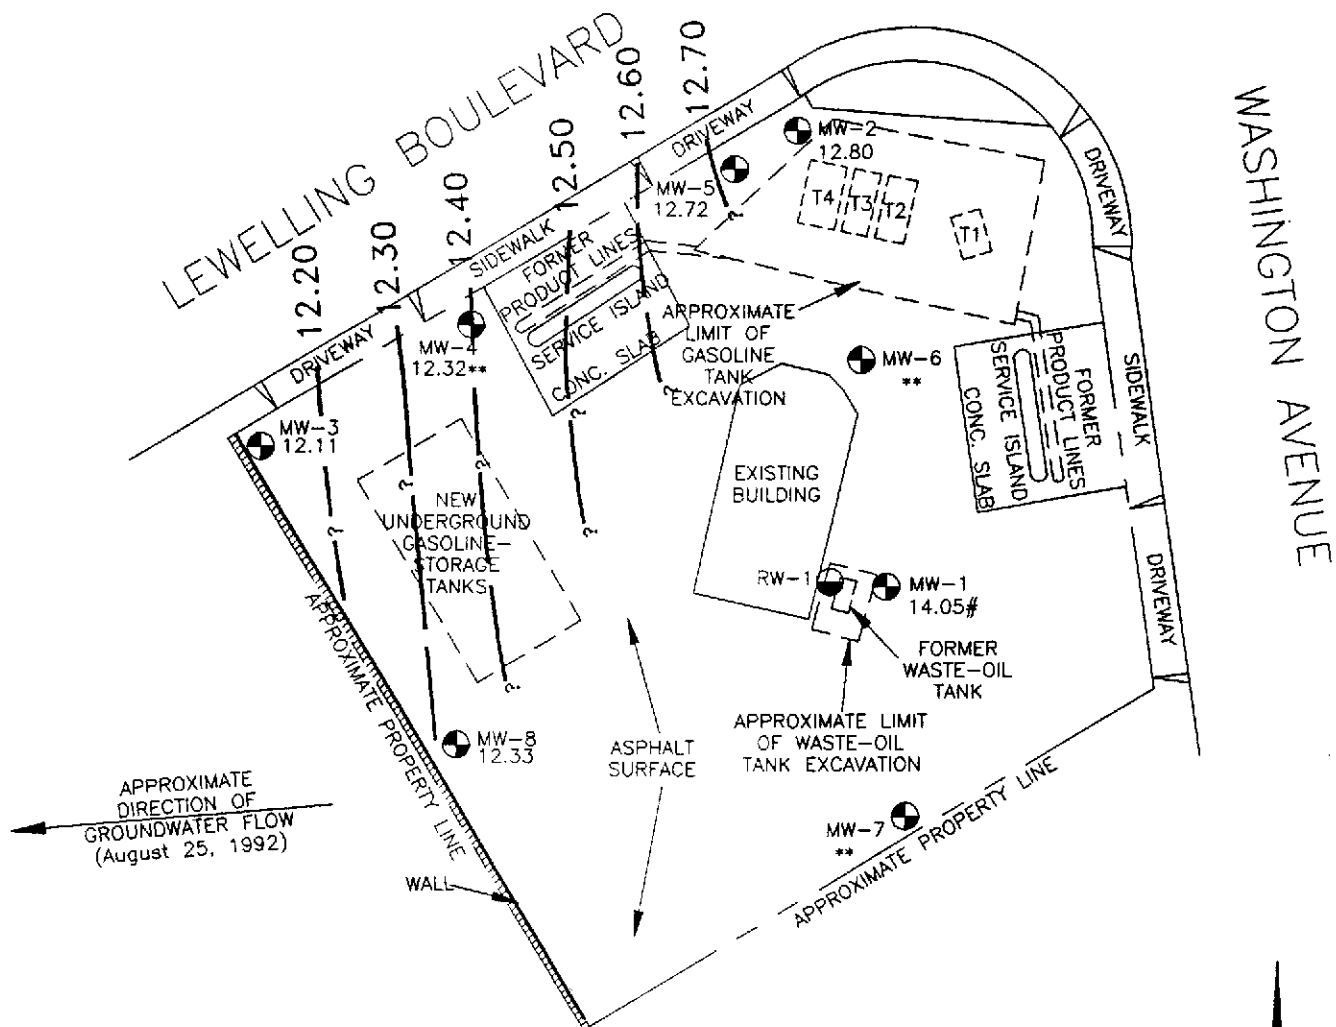 LEWELLING BOULEVARD
WASHINGTON AVENUE
12.20
12.30
12.40
12.50
12.60
12.70
DRIVEWAY
SIDEWALK
DRIVEWAY
DRIVEWAY
SIDEWALK
DRIVEWAY
MW-2
12.80
MW-5
12.72
T4
T3
T2
T1
FORMER
PRODUCT LINES
SERVICE ISLAND
CONC. SLAB
MW-4
12.32**
MW-3
12.11
APPROXIMATE
LIMIT OF
GASOLINE
TANK
EXCAVATION
MW-6
**
FORMER
PRODUCT LINES
SERVICE ISLAND
CONC. SLAB
EXISTING
BUILDING
NEW
UNDERGROUND
GASOLINE-
STORAGE
TANKS
?
?
?
?
?
?
?
RW-1
MW-1
14.05#
FORMER
WASTE-OIL
TANK
APPROXIMATE LIMIT
OF WASTE-OIL
TANK EXCAVATION
ASPHALT
SURFACE
MW-8
12.33
APPROXIMATE PROPERTY LINE
APPROXIMATE
DIRECTION OF
GROUNDWATER FLOW
(August 25, 1992)
WALL
MW-7
**
APPROXIMATE PROPERTY LINE